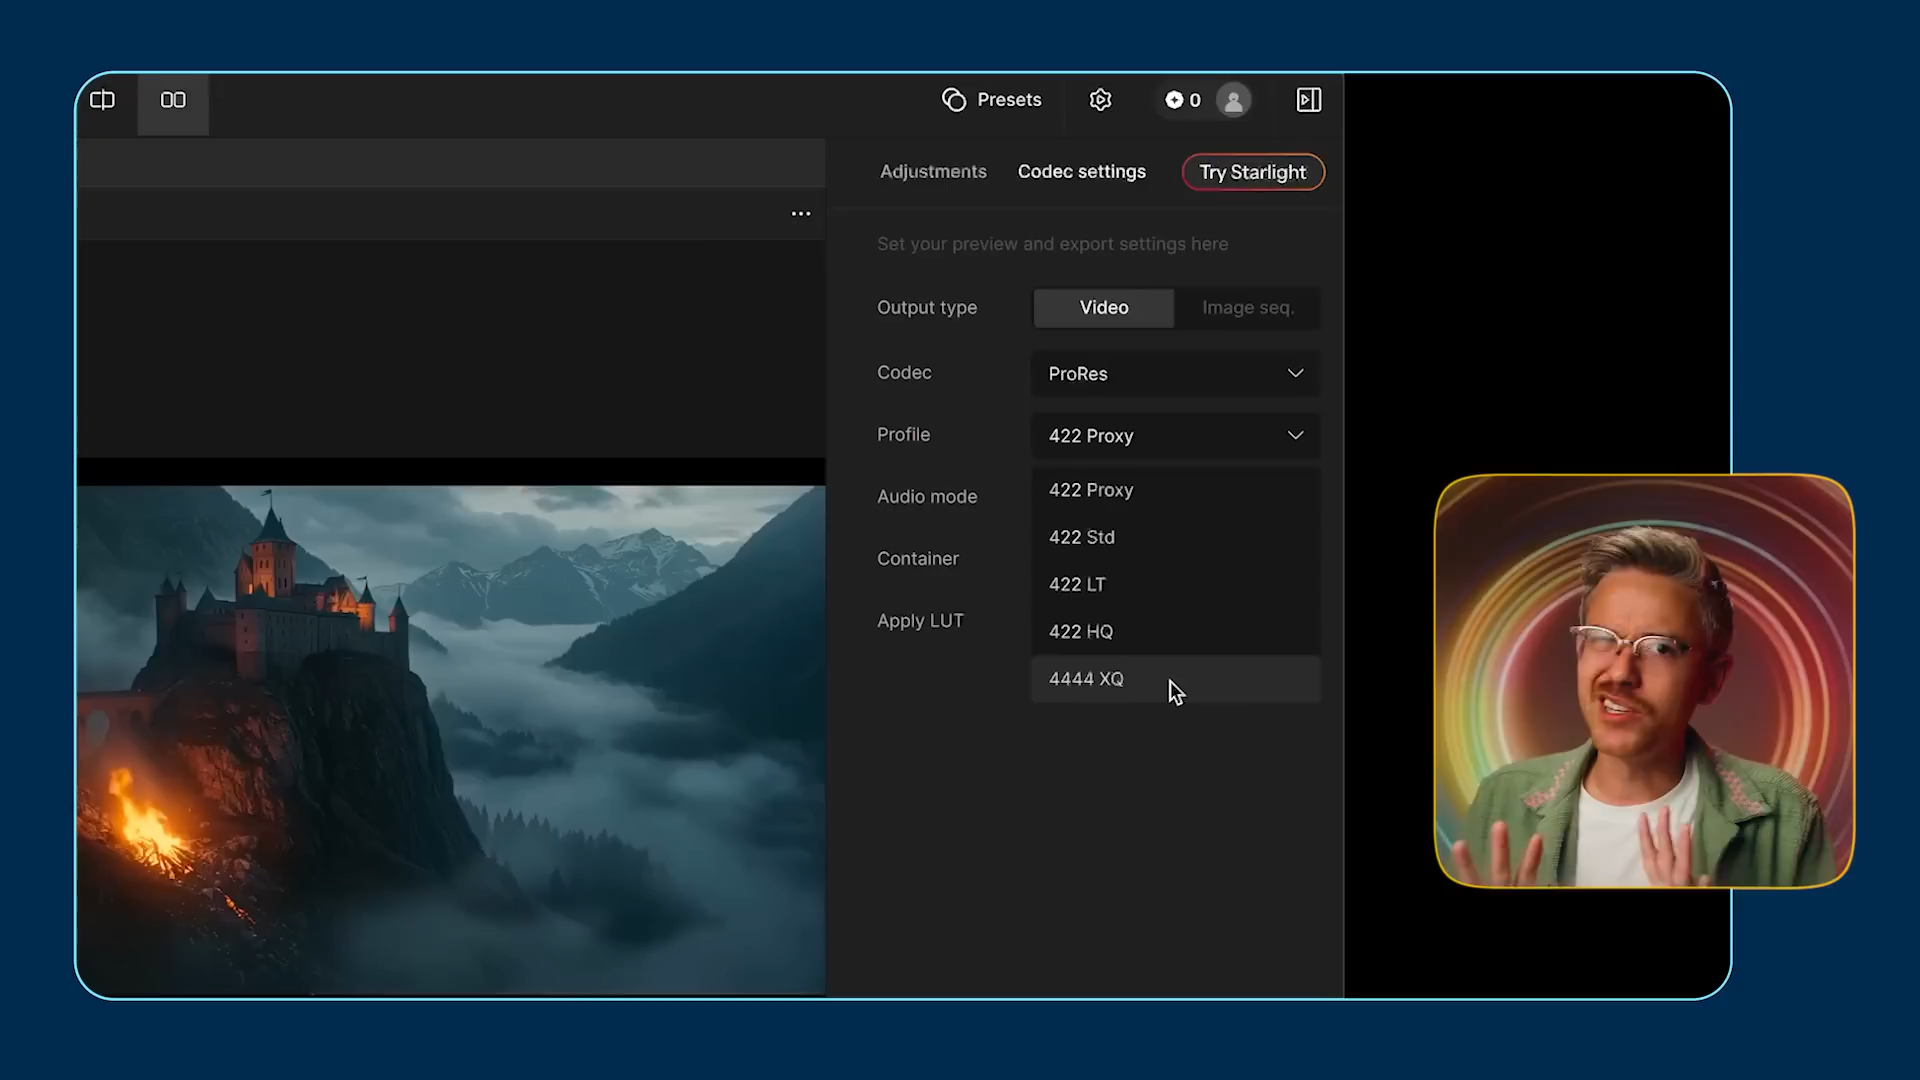 Presets
0
Adjustments
Codec settings
Try Starlight
Set your preview and export settings here
Output type
Video
Image seq.
Codec
ProRes
Profile
422 Proxy
Audio mode
Container
Apply LUT
422 Proxy
422 Std
422 LT
422 HQ
4444 XQ